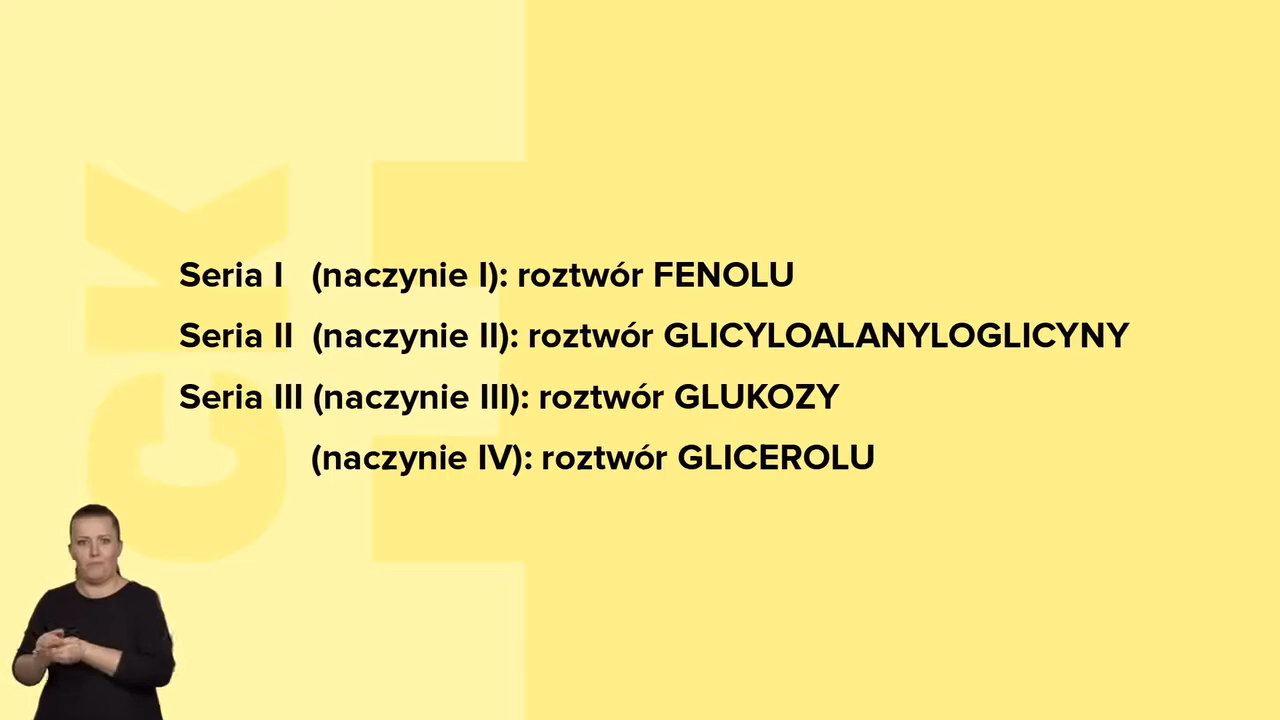 Seria I (naczynie I): roztwór FENOLU
Seria II (naczynie II): roztwór GLICYLOALANYLOGLICYNY
Seria III (naczynie III): roztwór GLUKOZY
(naczynie IV): roztwór GLICEROLU
CKE